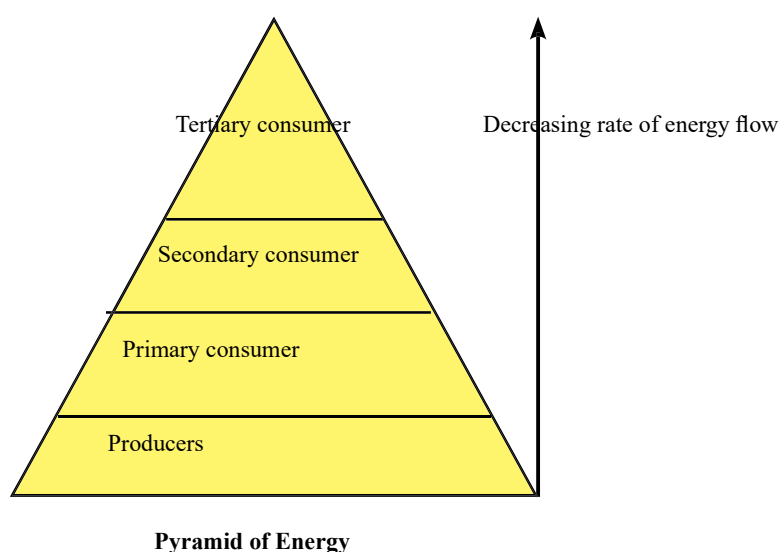 Tertiary consumer
Decreasing rate of energy flow
Secondary consumer
Primary consumer
Producers
Pyramid of Energy